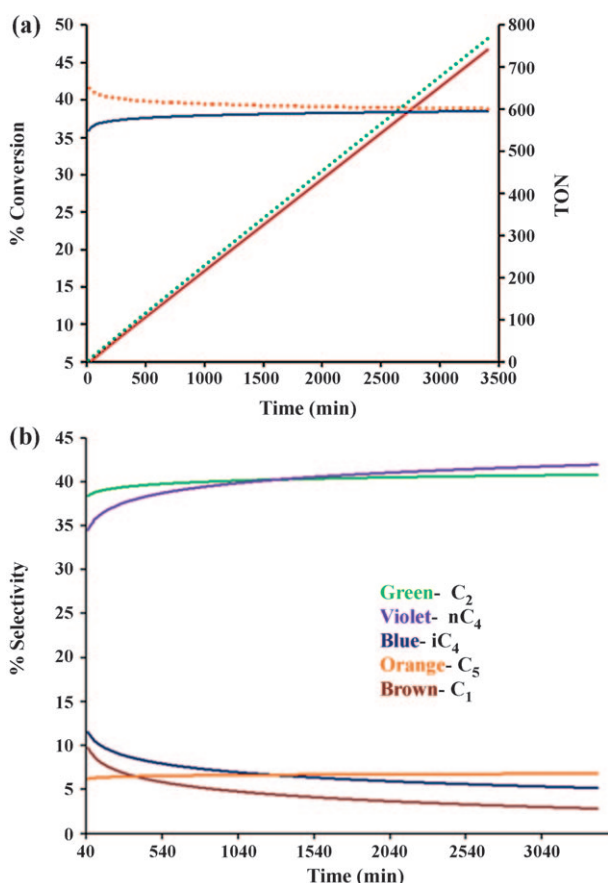 (a)
50
45
40
35
30
25
20
15
10
5
% Conversion
800
700
600
500
400
300
200
100
0
TON
0 500 1000 1500 2000 2500 3000 3500
Time (min)
(b)
45
40
35
30
25
20
15
10
5
0
% Selectivity
Green- C₂
Violet- nC₄
Blue- iC₄
Orange- C₅
Brown- C₁
40 540 1040 1540 2040 2540 3040
Time (min)